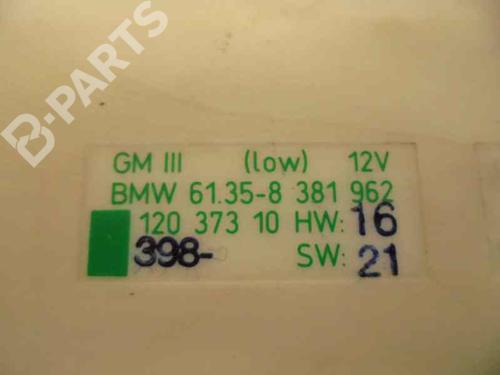 B-PARTS
GM III (low) 12V
BMW 61.35-8 381 962
120 373 10 HW: 16
398- SW: 21